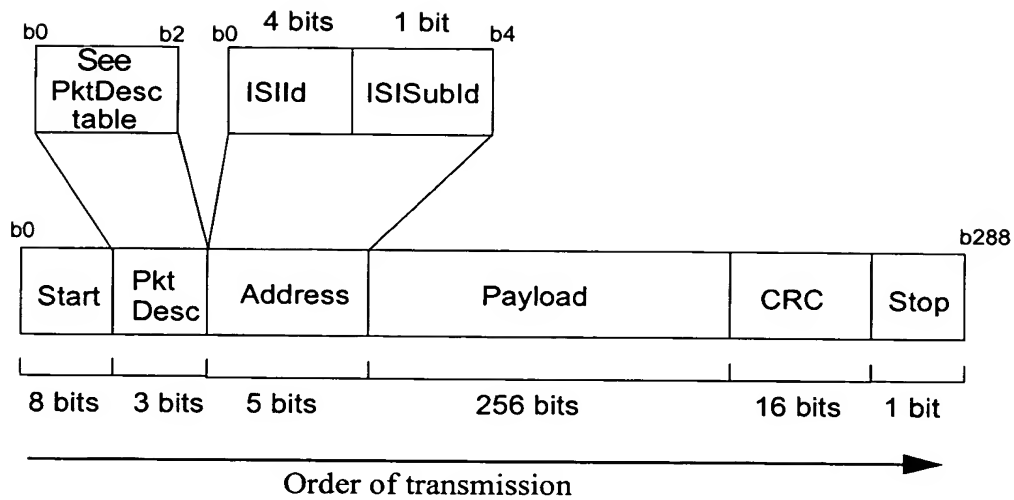 4 bits 1 bit
b0 b2 b0 b4
See
PktDesc
table
ISIId ISISubId
b0 b288
Start Pkt
Desc Address Payload CRC Stop
8 bits 3 bits 5 bits 256 bits 16 bits 1 bit
Order of transmission